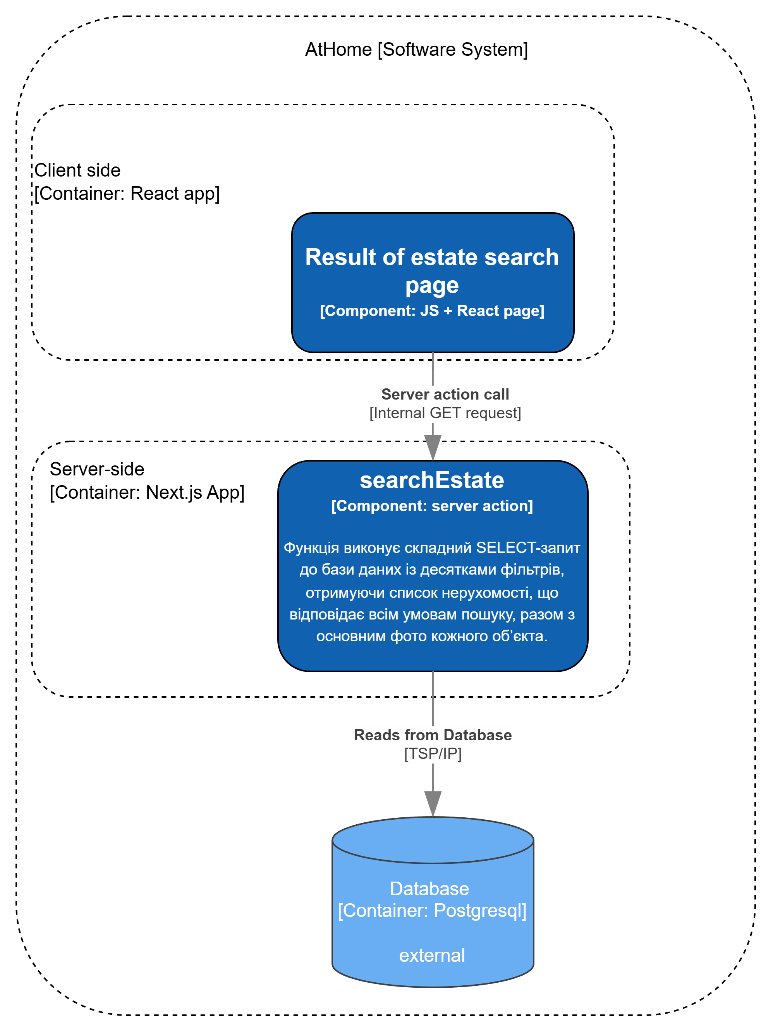 AtHome [Software System]
Client side
[Container: React app]
Result of estate search
page
[Component: JS + React page]
Server action call
[Internal GET request]
Server-side
[Container: Next.js App]
searchEstate
[Component: server action]
Функція виконує складний SELECT-запит
до бази даних із десятками фільтрів,
отримуючи список нерухомості, що
відповідає всім умовам пошуку, разом з
основним фото кожного об’єкта.
Reads from Database
[TSP/IP]
Database
[Container: Postgresql]
external